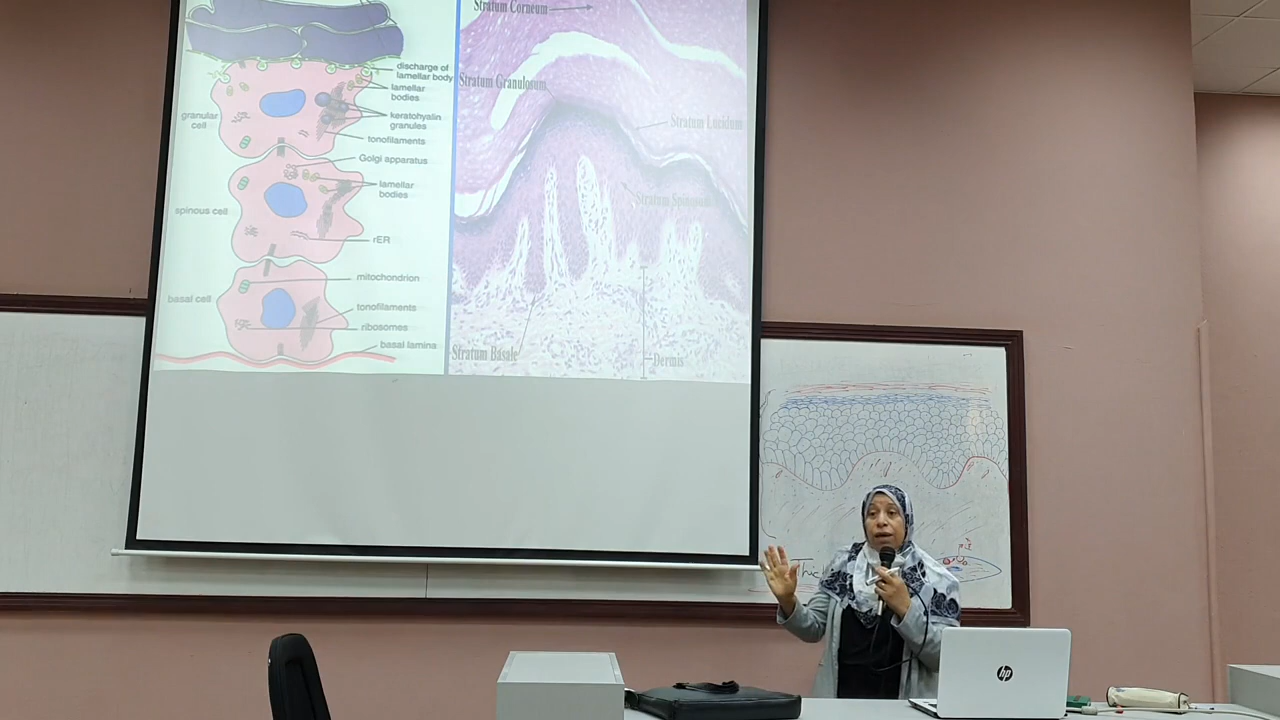 discharge of
lamellar body
lamellar
bodies
granular
cell
keratohyalin
granules
tonofilaments
Golgi apparatus
lamellar
bodies
spinous cell
rER
mitochondrion
basal cell
tonofilaments
ribosomes
basal lamina
Stratum Corneum
Stratum Granulosum
Stratum Lucidum
Stratum Spinosum
Stratum Basale
Dermis
hp